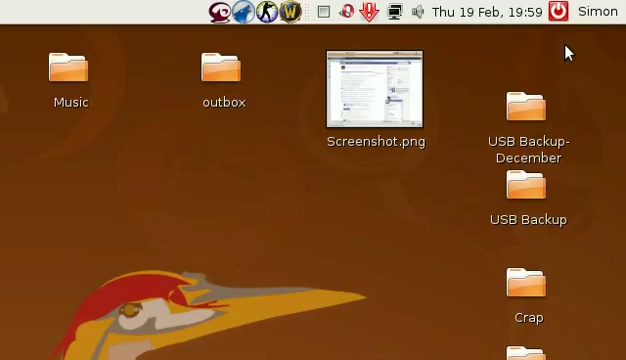 Thu 19 Feb, 19:59 Simon
Music
outbox
Screenshot.png
USB Backup-
December
USB Backup
Crap